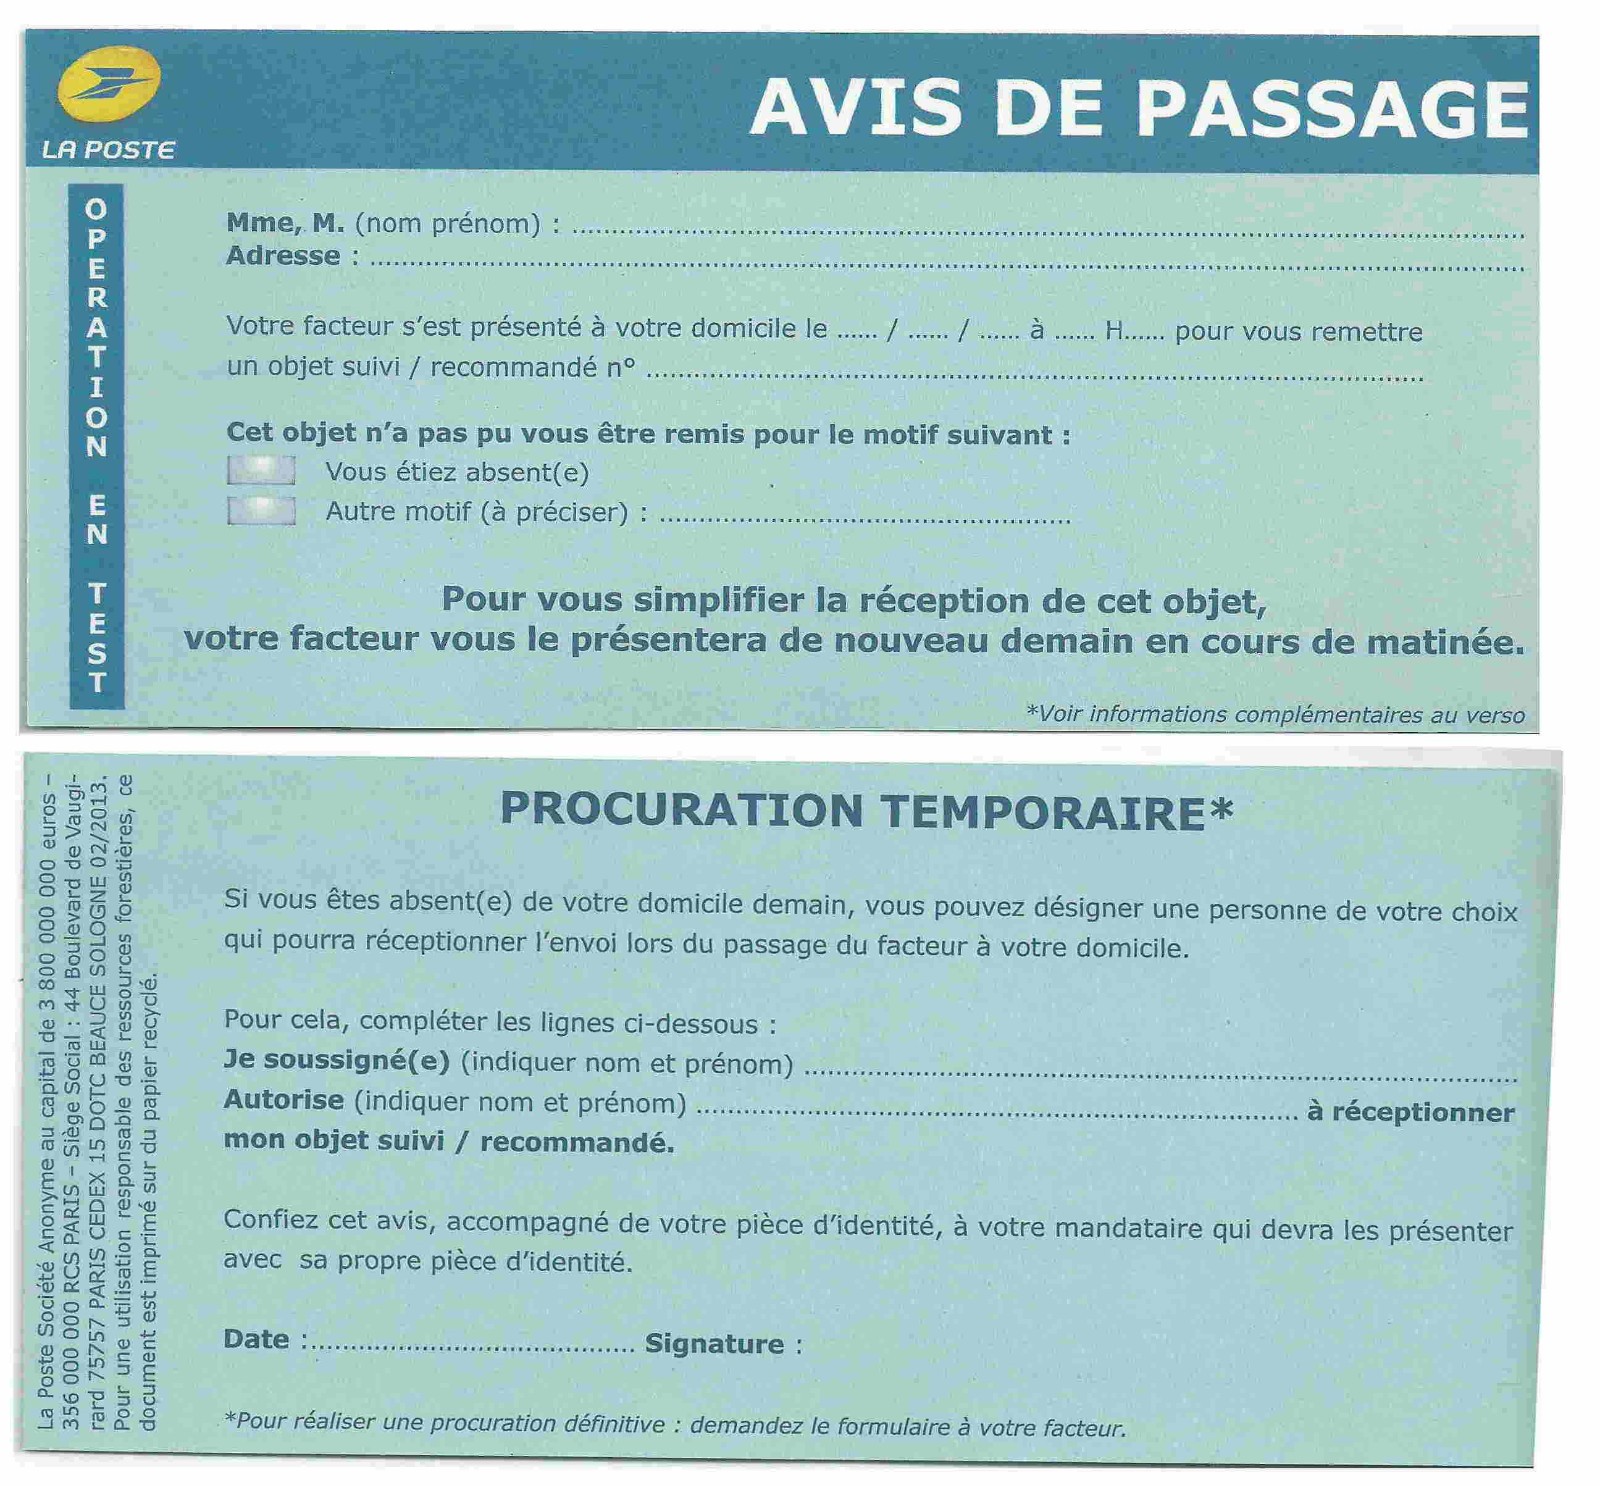 LA POSTE
AVIS DE PASSAGE
OPERATION EN TEST
Mme, M. (nom prénom) : ..........................................................................................
Adresse : ..........................................................................................
Votre facteur s'est présenté à votre domicile le ...... / ...... / ...... à ...... H...... pour vous remettre
un objet suivi / recommandé n° ..........................................................................................
Cet objet n'a pas pu vous être remis pour le motif suivant :
Vous étiez absent(e)
Autre motif (à préciser) : ....................................................
Pour vous simplifier la réception de cet objet,
votre facteur vous le présentera de nouveau demain en cours de matinée.
*Voir informations complémentaires au verso
La Poste Société Anonyme au capital de 3 800 000 000 euros –
356 000 000 RCS PARIS – Siège Social : 44 Boulevard de Vaugi-
rard 75757 PARIS CEDEX 15 DOTC BEAUCE SOLOGNE 02/2013.
Pour une utilisation responsable des ressources forestières, ce
document est imprimé sur du papier recyclé.
PROCURATION TEMPORAIRE*
Si vous êtes absent(e) de votre domicile demain, vous pouvez désigner une personne de votre choix
qui pourra réceptionner l'envoi lors du passage du facteur à votre domicile.
Pour cela, compléter les lignes ci-dessous :
Je soussigné(e) (indiquer nom et prénom) ..........................................................................................
Autorise (indiquer nom et prénom) ............................................................................ à réceptionner
mon objet suivi / recommandé.
Confiez cet avis, accompagné de votre pièce d'identité, à votre mandataire qui devra les présenter
avec sa propre pièce d'identité.
Date :......................................... Signature :
*Pour réaliser une procuration définitive : demandez le formulaire à votre facteur.